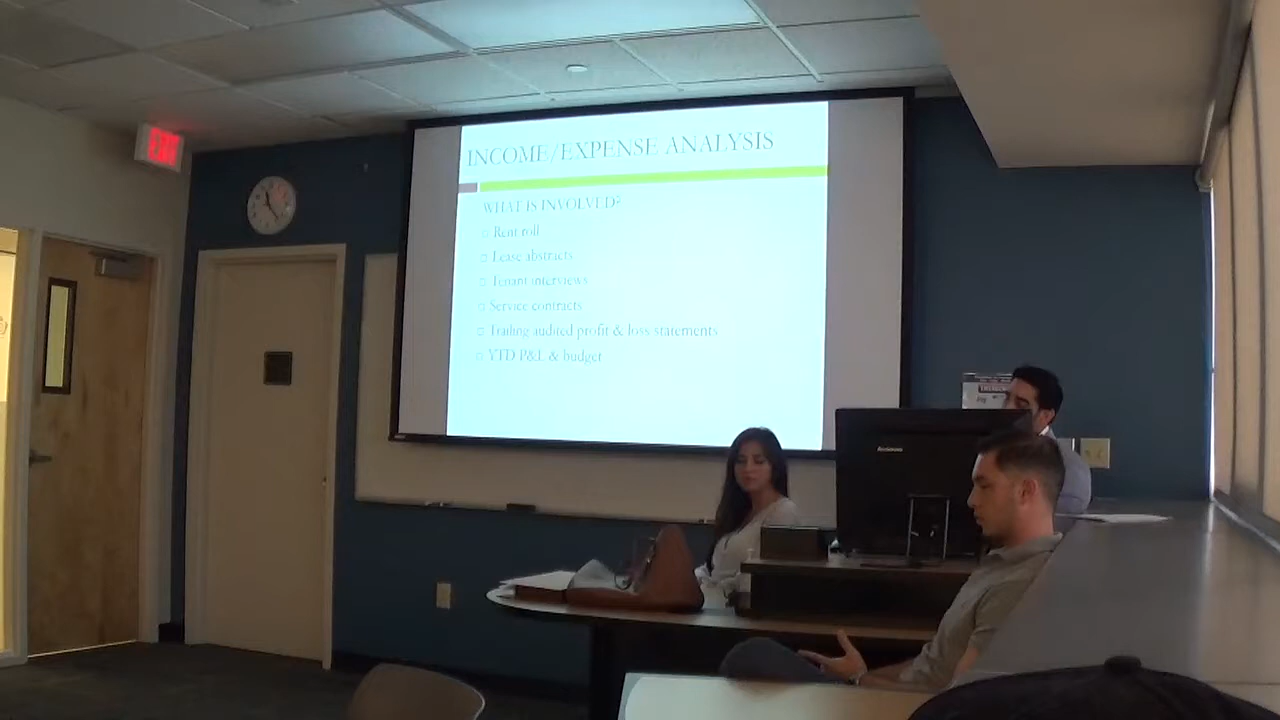 EXIT
INCOME/EXPENSE ANALYSIS
WHAT IS INVOLVED?
Rent roll
Lease abstracts
Tenant interviews
Service contracts
Trailing audited profit & loss statements
YTD P&L & budget
Lenovo